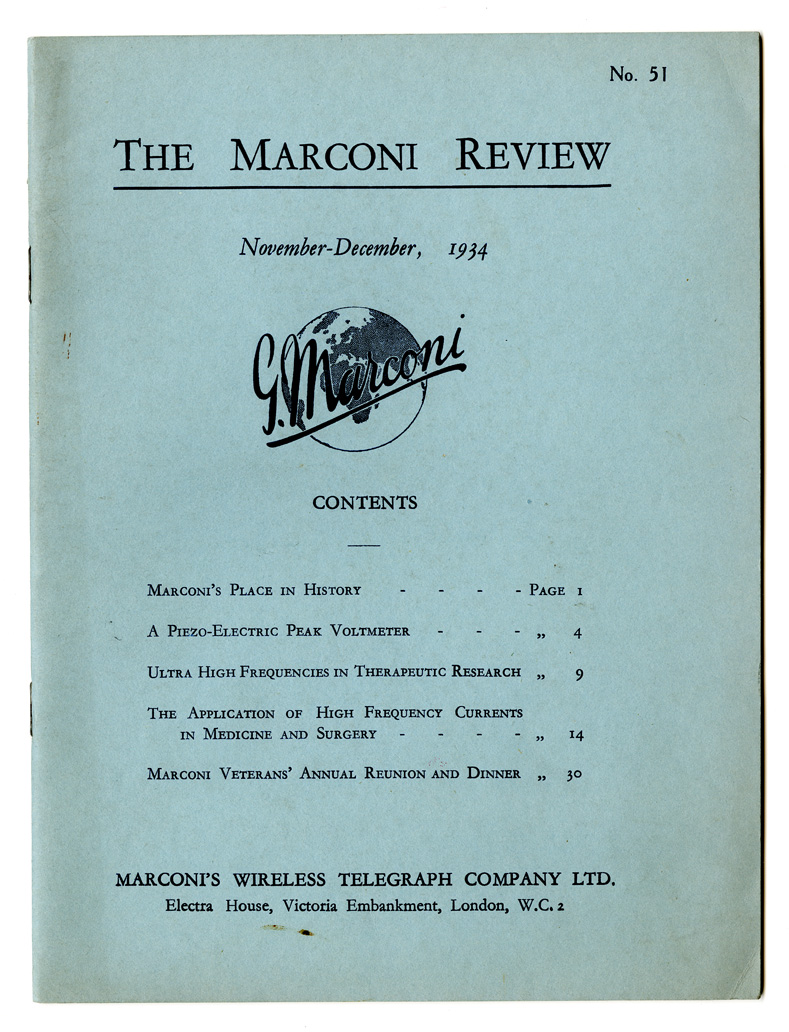 No. 51
THE MARCONI REVIEW
November-December, 1934
G. Marconi
CONTENTS
MARCONI'S PLACE IN HISTORY - - - - PAGE 1
A PIEZO-ELECTRIC PEAK VOLTMETER - - - „ 4
ULTRA HIGH FREQUENCIES IN THERAPEUTIC RESEARCH „ 9
THE APPLICATION OF HIGH FREQUENCY CURRENTS
IN MEDICINE AND SURGERY - - - - „ 14
MARCONI VETERANS' ANNUAL REUNION AND DINNER „ 30
MARCONI'S WIRELESS TELEGRAPH COMPANY LTD.
Electra House, Victoria Embankment, London, W.C. 2